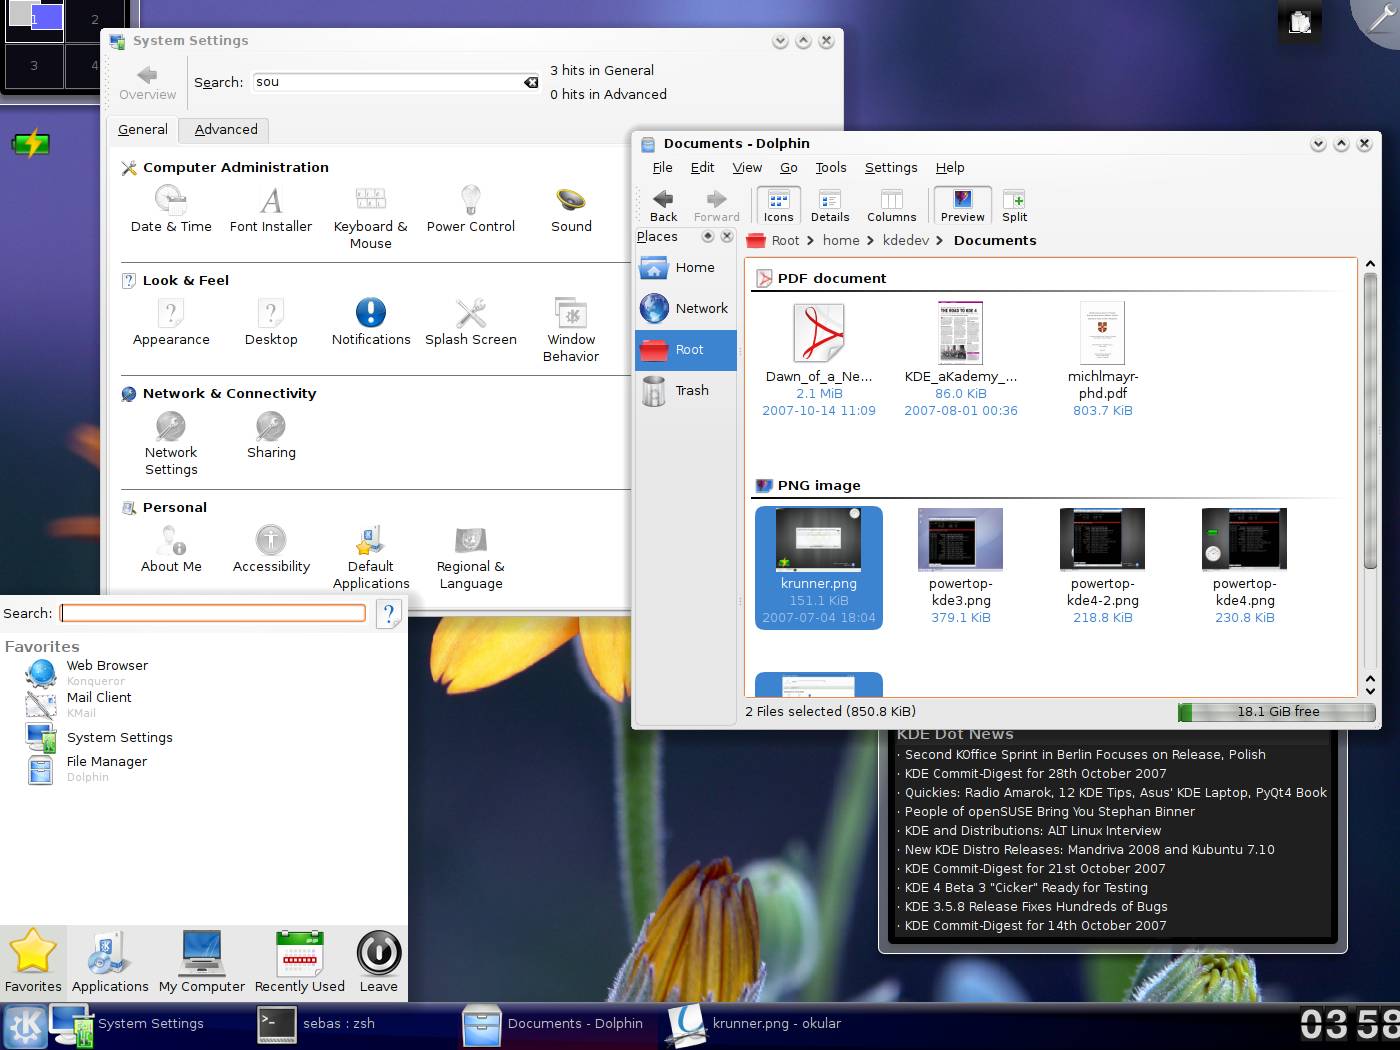 1
2
3
4
System Settings
Overview
Search:
sou
3 hits in General
0 hits in Advanced
General
Advanced
Computer Administration
Date & Time
Font Installer
Keyboard &
Mouse
Power Control
Sound
Look & Feel
Appearance
Desktop
Notifications
Splash Screen
Window
Behavior
Network & Connectivity
Network
Settings
Sharing
Personal
About Me
Accessibility
Default
Applications
Regional &
Language
Documents - Dolphin
File Edit View Go Tools Settings Help
Back
Forward
Icons
Details
Columns
Preview
Split
Places
Home
Network
Root
Trash
Root > home > kdedev > Documents
PDF document
Dawn_of_a_Ne...
2.1 MiB
2007-10-14 11:09
THE ROAD TO KDE 4
KDE_aKademy_...
86.0 KiB
2007-08-01 00:36
michlmayr-
phd.pdf
803.7 KiB
PNG image
krunner.png
151.1 KiB
2007-07-04 18:04
powertop-
kde3.png
379.1 KiB
powertop-
kde4-2.png
218.8 KiB
powertop-
kde4.png
230.8 KiB
2 Files selected (850.8 KiB)
18.1 GiB free
Search:
?
Favorites
Web Browser
Konqueror
Mail Client
KMail
System Settings
File Manager
Dolphin
Favorites
Applications
My Computer
Recently Used
Leave
KDE Dot News
· Second KOffice Sprint in Berlin Focuses on Release, Polish
· KDE Commit-Digest for 28th October 2007
· Quickies: Radio Amarok, 12 KDE Tips, Asus' KDE Laptop, PyQt4 Book
· People of openSUSE Bring You Stephan Binner
· KDE and Distributions: ALT Linux Interview
· New KDE Distro Releases: Mandriva 2008 and Kubuntu 7.10
· KDE Commit-Digest for 21st October 2007
· KDE 4 Beta 3 "Cicker" Ready for Testing
· KDE 3.5.8 Release Fixes Hundreds of Bugs
· KDE Commit-Digest for 14th October 2007
System Settings
sebas : zsh
Documents - Dolphin
krunner.png - okular
03 58